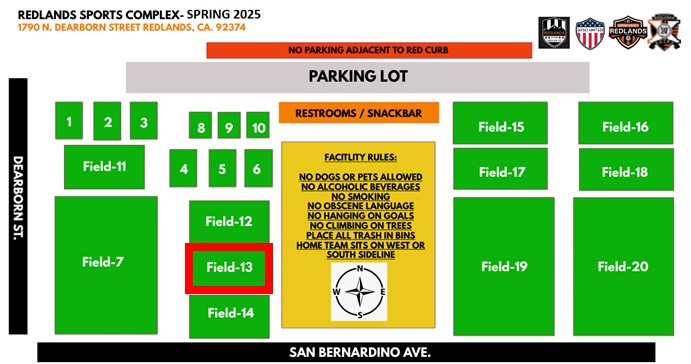 REDLANDS SPORTS COMPLEX- SPRING 2025
1790 N. DEARBORN STREET REDLANDS, CA. 92374
AYSO UNITED
REDLANDS
NO PARKING ADJACENT TO RED CURB
PARKING LOT
RESTROOMS / SNACKBAR
1
2
3
8
9
10
Field-15
Field-16
Field-11
4
5
6
Field-17
Field-18
FACITLITY RULES:
NO DOGS OR PETS ALLOWED
NO ALCOHOLIC BEVERAGES
NO SMOKING
NO OBSCENE LANGUAGE
NO HANGING ON GOALS
NO CLIMBING ON TREES
PLACE ALL TRASH IN BINS
HOME TEAM SITS ON WEST OR
SOUTH SIDELINE
N
W
E
S
DEARBORN ST.
Field-7
Field-12
Field-13
Field-14
Field-19
Field-20
SAN BERNARDINO AVE.